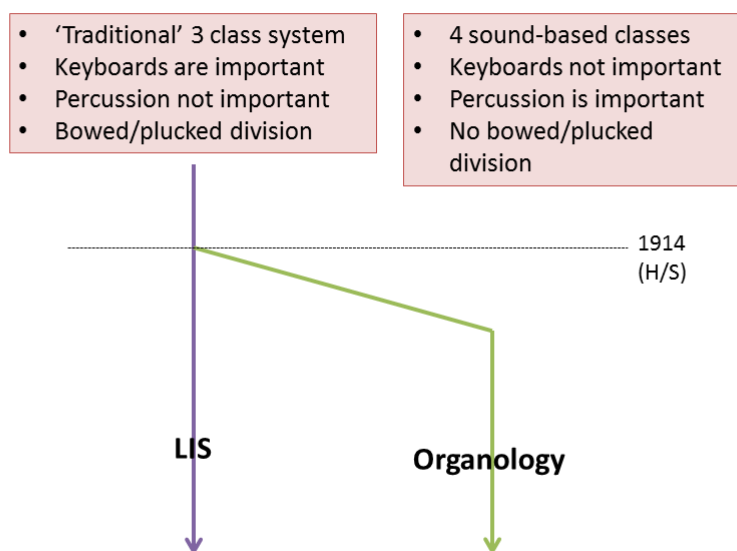 • ‘Traditional’ 3 class system
• Keyboards are important
• Percussion not important
• Bowed/plucked division
• 4 sound-based classes
• Keyboards not important
• Percussion is important
• No bowed/plucked
division
1914
(H/S)
LIS
Organology